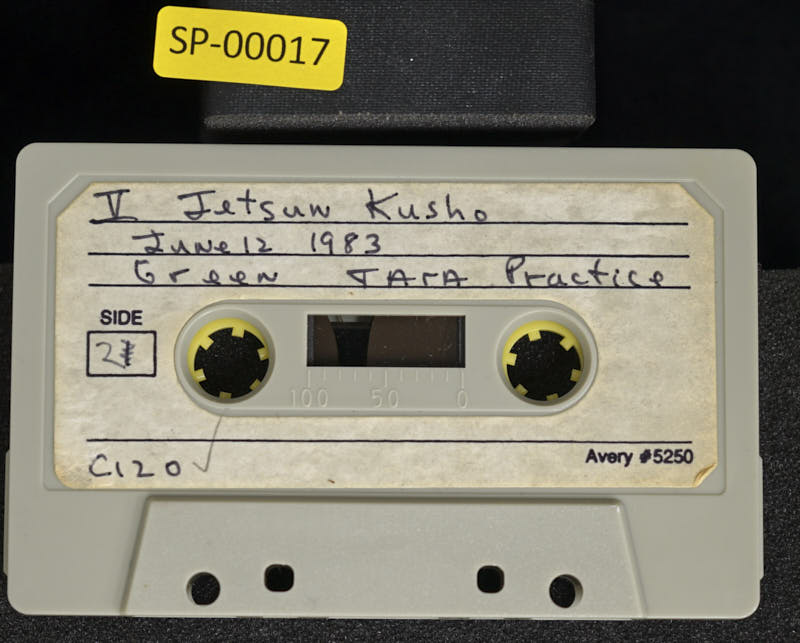 SP-00017
V Jetsun Kusho
June 12 1983
Green TArA Practice
SIDE
2
100 50 0
C120 ✓
Avery #5250